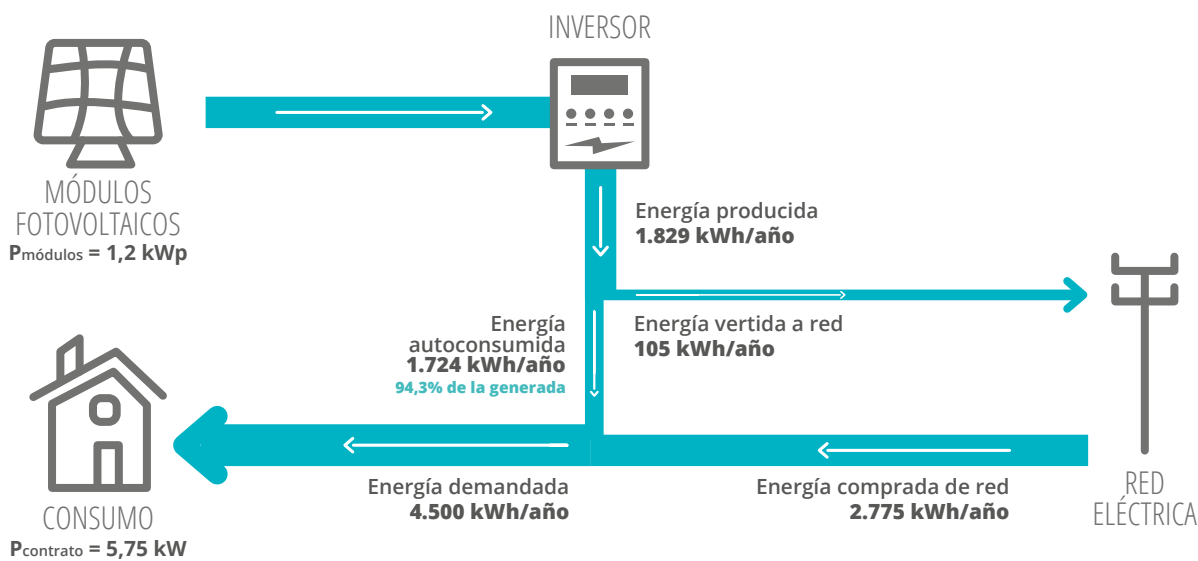 INVERSOR
MÓDULOS
FOTOVOLTAICOS
Pmódulos = 1,2 kWp
Energía producida
1.829 kWh/año
Energía vertida a red
105 kWh/año
Energía
autoconsumida
1.724 kWh/año
94,3% de la generada
Energía demandada
4.500 kWh/año
Energía comprada de red
2.775 kWh/año
RED
ELÉCTRICA
CONSUMO
Pcontrato = 5,75 kW